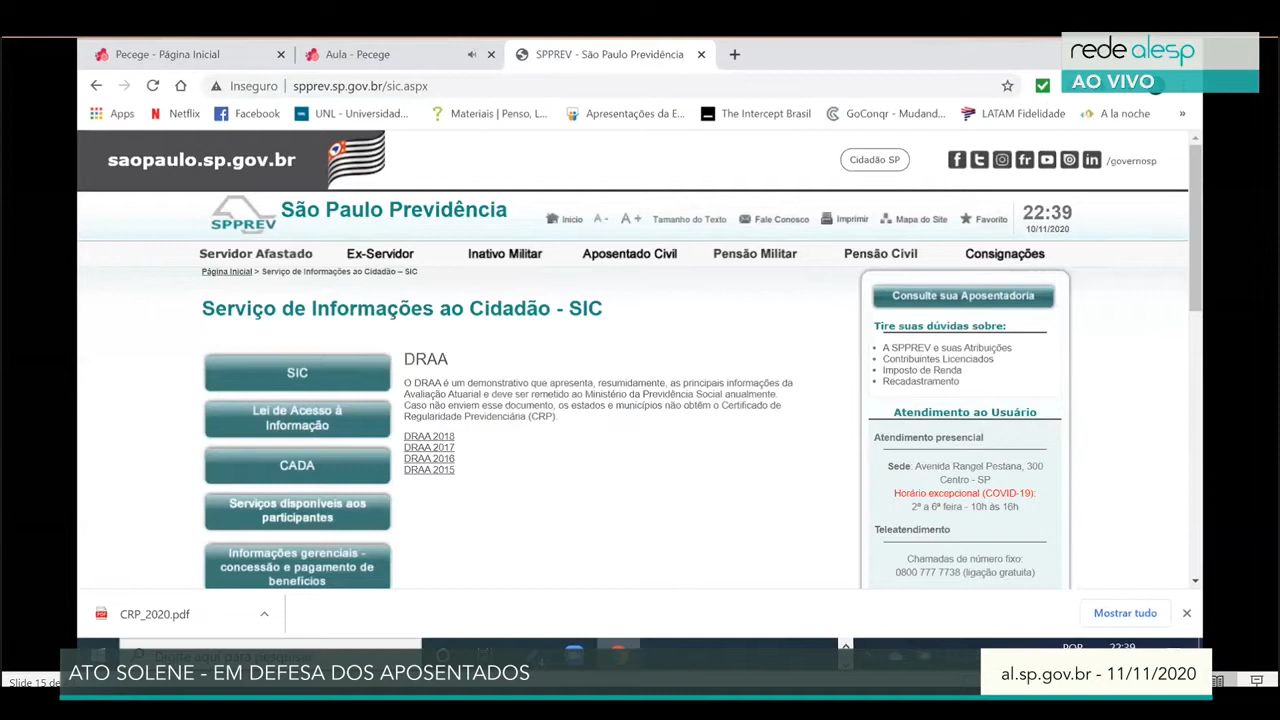 Pecege - Página Inicial
Aula - Pecege
SPPREV - São Paulo Previdência
rede alesp
AO VIVO
Inseguro | spprev.sp.gov.br/sic.aspx
Apps
Netflix
Facebook
UNL - Universidad...
Materiais | Penso, L...
Apresentações da E...
The Intercept Brasil
GoConqr - Mudand...
LATAM Fidelidade
A la noche
»
saopaulo.sp.gov.br
Cidadão SP
/governosp
SPPREV
São Paulo Previdência
Inicio
A -
A +
Tamanho do Texto
Fale Conosco
Imprimir
Mapa do Site
Favorito
22:39
10/11/2020
Servidor Afastado
Ex-Servidor
Inativo Militar
Aposentado Civil
Pensão Militar
Pensão Civil
Consignações
Página Inicial > Serviço de Informações ao Cidadão – SIC
Serviço de Informações ao Cidadão - SIC
SIC
Lei de Acesso à
Informação
CADA
Serviços disponíveis aos
participantes
Informações gerenciais -
concessão e pagamento de
benefícios
DRAA
O DRAA é um demonstrativo que apresenta, resumidamente, as principais informações da
Avaliação Atuarial e deve ser remetido ao Ministério da Previdência Social anualmente.
Caso não enviem esse documento, os estados e municípios não obtêm o Certificado de
Regularidade Previdenciária (CRP).
DRAA 2018
DRAA 2017
DRAA 2016
DRAA 2015
Consulte sua Aposentadoria
Tire suas dúvidas sobre:
A SPPREV e suas Atribuições
Contribuintes Licenciados
Imposto de Renda
Recadastramento
Atendimento ao Usuário
Atendimento presencial
Sede: Avenida Rangel Pestana, 300
Centro - SP
Horário excepcional (COVID-19):
2ª a 6ª feira - 10h às 16h
Teleatendimento
Chamadas de número fixo:
0800 777 7738 (ligação gratuita)
CRP_2020.pdf
Mostrar tudo
Digite aqui para pesquisar
POR
22:39
Slide 15 de
ATO SOLENE - EM DEFESA DOS APOSENTADOS
al.sp.gov.br - 11/11/2020